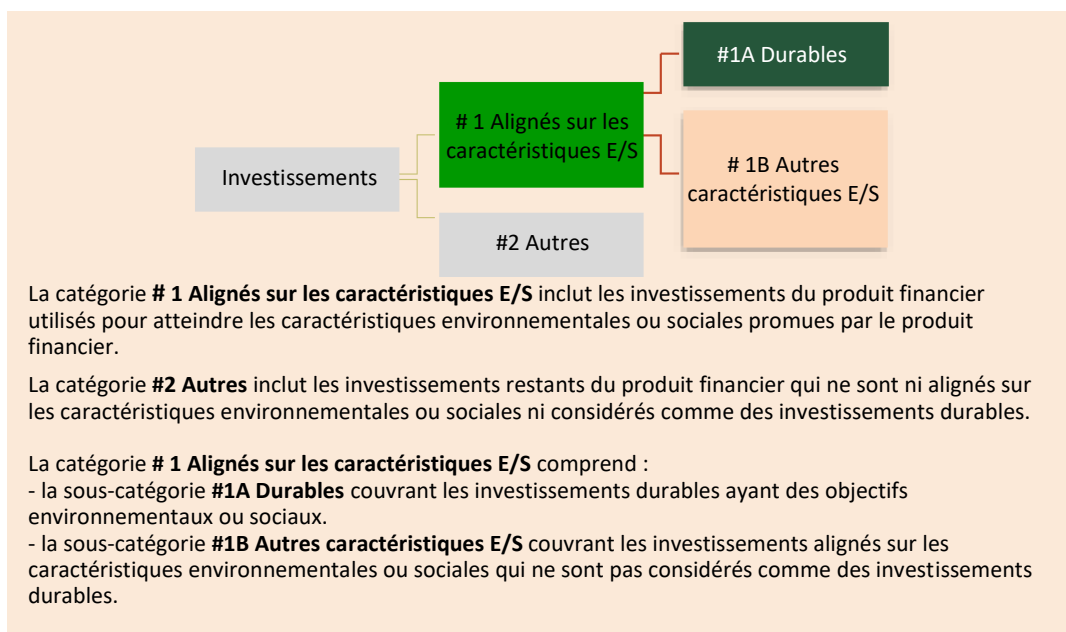 #1A Durables
# 1 Alignés sur les
caractéristiques E/S
# 1B Autres
caractéristiques E/S
Investissements
#2 Autres
La catégorie # 1 Alignés sur les caractéristiques E/S inclut les investissements du produit financier
utilisés pour atteindre les caractéristiques environnementales ou sociales promues par le produit
financier.
La catégorie #2 Autres inclut les investissements restants du produit financier qui ne sont ni alignés sur
les caractéristiques environnementales ou sociales ni considérés comme des investissements durables.
La catégorie # 1 Alignés sur les caractéristiques E/S comprend :
- la sous-catégorie #1A Durables couvrant les investissements durables ayant des objectifs
environnementaux ou sociaux.
- la sous-catégorie #1B Autres caractéristiques E/S couvrant les investissements alignés sur les
caractéristiques environnementales ou sociales qui ne sont pas considérés comme des investissements
durables.